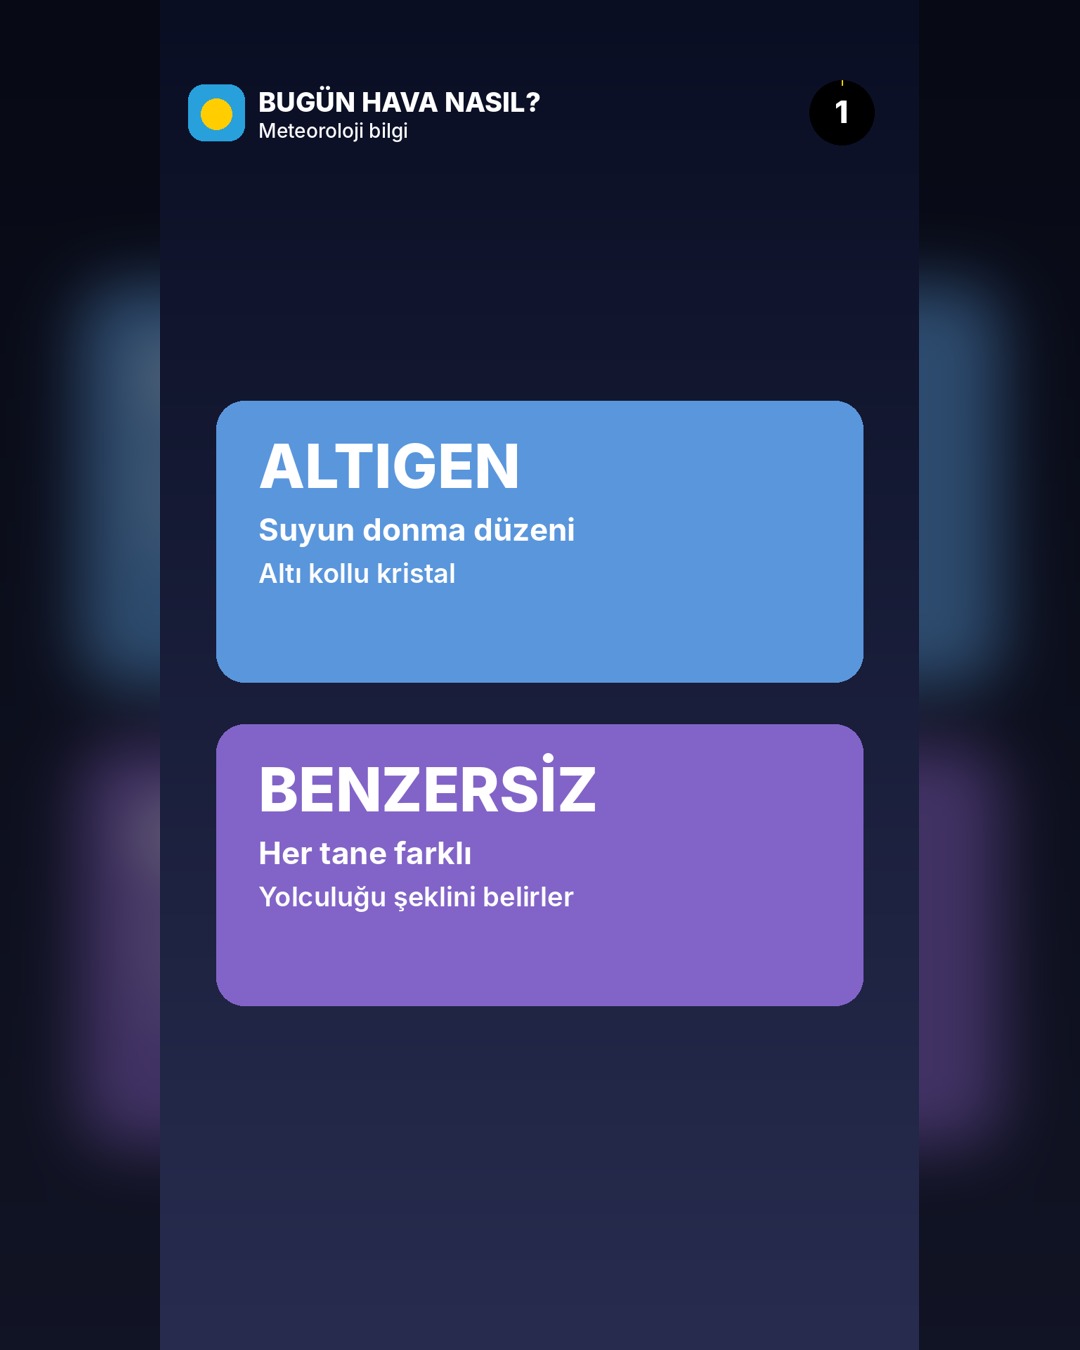 BUGÜN HAVA NASIL?
Meteoroloji bilgi
1
ALTIGEN
Suyun donma düzeni
Altı kollu kristal
BENZERSİZ
Her tane farklı
Yolculuğu şeklini belirler